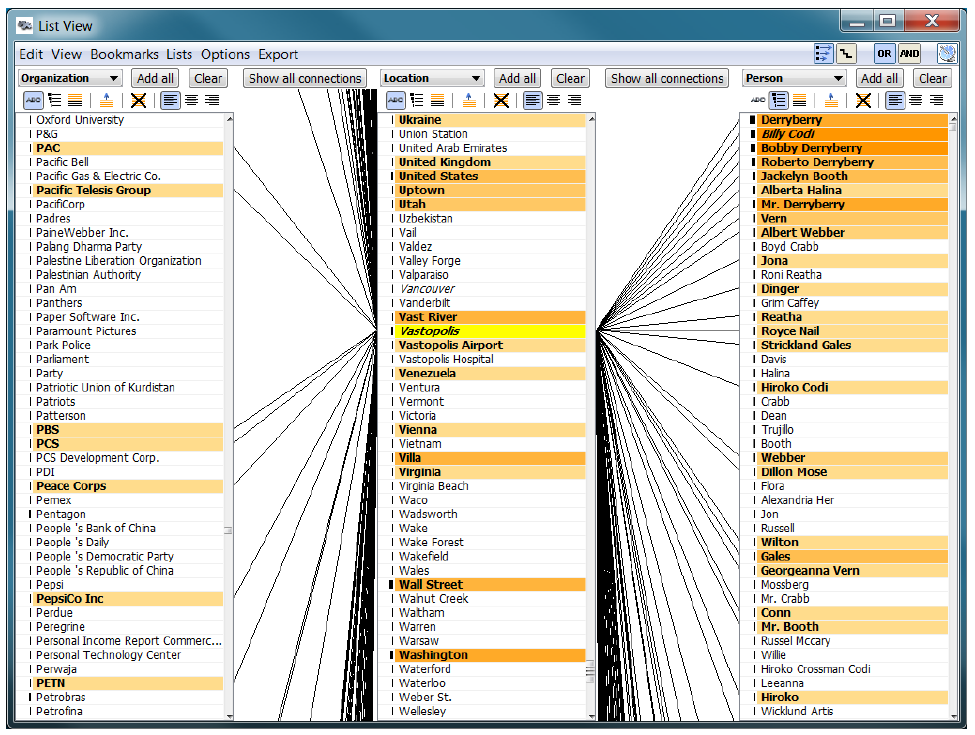 List View
Edit View Bookmarks Lists Options Export
OR AND
Organization Add all Clear Show all connections Location Add all Clear Show all connections Person Add all Clear
ABC ABC ABC
Oxford University
P&G
PAC
Pacific Bell
Pacific Gas & Electric Co.
Pacific Telesis Group
PacifiCorp
Padres
PaineWebber Inc.
Palang Dharma Party
Palestine Liberation Organization
Palestinian Authority
Pan Am
Panthers
Paper Software Inc.
Paramount Pictures
Park Police
Parliament
Party
Patriotic Union of Kurdistan
Patriots
Patterson
PBS
PCS
PCS Development Corp.
PDI
Peace Corps
Pemex
Pentagon
People 's Bank of China
People 's Daily
People 's Democratic Party
People 's Republic of China
Pepsi
PepsiCo Inc
Perdue
Peregrine
Personal Income Report Commerc...
Personal Technology Center
Perwaja
PETN
Petrobras
Petrofina
Ukraine
Union Station
United Arab Emirates
United Kingdom
United States
Uptown
Utah
Uzbekistan
Vail
Valdez
Valley Forge
Valparaiso
Vancouver
Vanderbilt
Vast River
Vastopolis
Vastopolis Airport
Vastopolis Hospital
Venezuela
Ventura
Vermont
Victoria
Vienna
Vietnam
Villa
Virginia
Virginia Beach
Waco
Wadsworth
Wake
Wake Forest
Wakefield
Wales
Wall Street
Walnut Creek
Waltham
Warren
Warsaw
Washington
Waterford
Waterloo
Weber St.
Wellesley
Derryberry
Billy Codi
Bobby Derryberry
Roberto Derryberry
Jackelyn Booth
Alberta Halina
Mr. Derryberry
Vern
Albert Webber
Boyd Crabb
Jona
Roni Reatha
Dinger
Grim Caffey
Reatha
Royce Nail
Strickland Gales
Davis
Halina
Hiroko Codi
Crabb
Dean
Trujillo
Booth
Webber
Dillon Mose
Flora
Alexandria Her
Jon
Russell
Wilton
Gales
Georgeanna Vern
Mossberg
Mr. Crabb
Conn
Mr. Booth
Russel Mccary
Willie
Hiroko Crossman Codi
Leeanna
Hiroko
Wicklund Artis